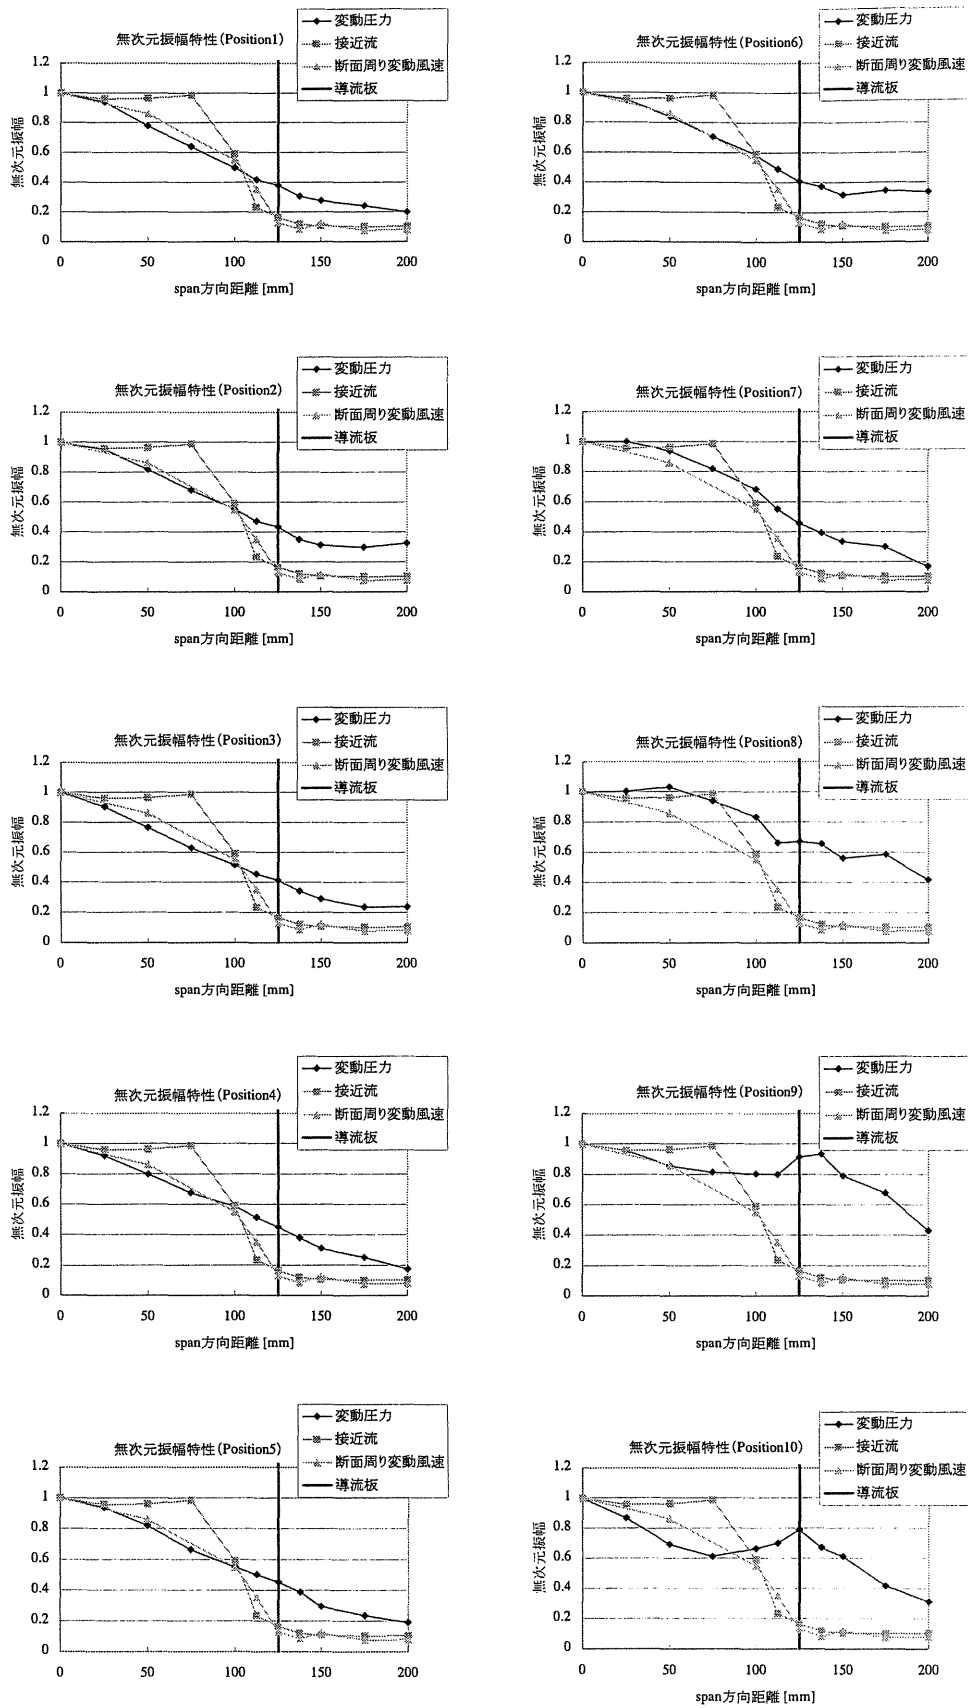 無次元振幅特性(Position1)
変動圧力
接近流
断面周り変動風速
導流板
無次元振幅
1.2
1
0.8
0.6
0.4
0.2
0
0 50 100 150 200
span方向距離 [mm]
無次元振幅特性(Position6)
変動圧力
接近流
断面周り変動風速
導流板
無次元振幅
1.2
1
0.8
0.6
0.4
0.2
0
0 50 100 150 200
span方向距離 [mm]
無次元振幅特性(Position2)
変動圧力
接近流
断面周り変動風速
導流板
無次元振幅
1.2
1
0.8
0.6
0.4
0.2
0
0 50 100 150 200
span方向距離 [mm]
無次元振幅特性(Position7)
変動圧力
接近流
断面周り変動風速
導流板
無次元振幅
1.2
1
0.8
0.6
0.4
0.2
0
0 50 100 150 200
span方向距離 [mm]
無次元振幅特性(Position3)
変動圧力
接近流
断面周り変動風速
導流板
無次元振幅
1.2
1
0.8
0.6
0.4
0.2
0
0 50 100 150 200
span方向距離 [mm]
無次元振幅特性(Position8)
変動圧力
接近流
断面周り変動風速
導流板
無次元振幅
1.2
1
0.8
0.6
0.4
0.2
0
0 50 100 150 200
span方向距離 [mm]
無次元振幅特性(Position4)
変動圧力
接近流
断面周り変動風速
導流板
無次元振幅
1.2
1
0.8
0.6
0.4
0.2
0
0 50 100 150 200
span方向距離 [mm]
無次元振幅特性(Position9)
変動圧力
接近流
断面周り変動風速
導流板
無次元振幅
1.2
1
0.8
0.6
0.4
0.2
0
0 50 100 150 200
span方向距離 [mm]
無次元振幅特性(Position5)
変動圧力
接近流
断面周り変動風速
導流板
無次元振幅
1.2
1
0.8
0.6
0.4
0.2
0
0 50 100 150 200
span方向距離 [mm]
無次元振幅特性(Position10)
変動圧力
接近流
断面周り変動風速
導流板
無次元振幅
1.2
1
0.8
0.6
0.4
0.2
0
0 50 100 150 200
span方向距離 [mm]